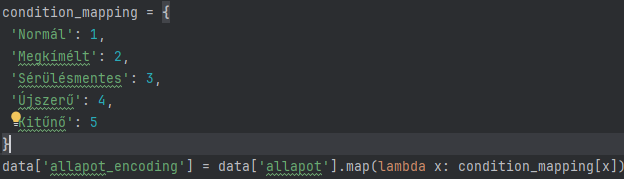 condition_mapping = {
'Normál': 1,
'Megkímélt': 2,
'Sérülésmentes': 3,
'Újszerű': 4,
'Kitűnő': 5
}
data['allapot_encoding'] = data['allapot'].map(lambda x: condition_mapping[x])